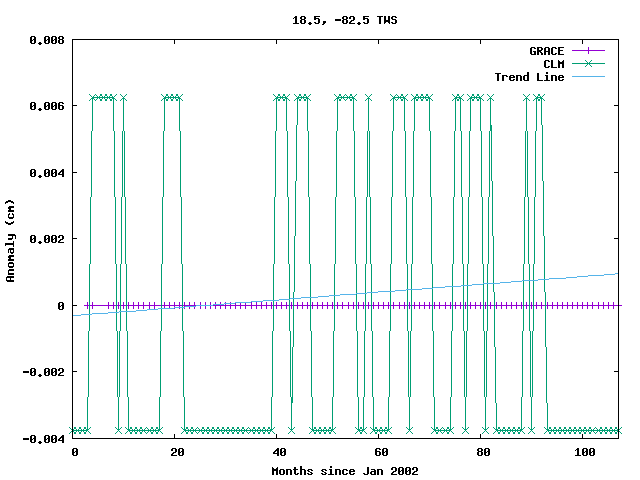 18.5, -82.5 TWS
GRACE
CLM
Trend Line
0.008
0.006
0.004
0.002
0
-0.002
-0.004
Anomaly (cm)
0 20 40 60 80 100
Months since Jan 2002